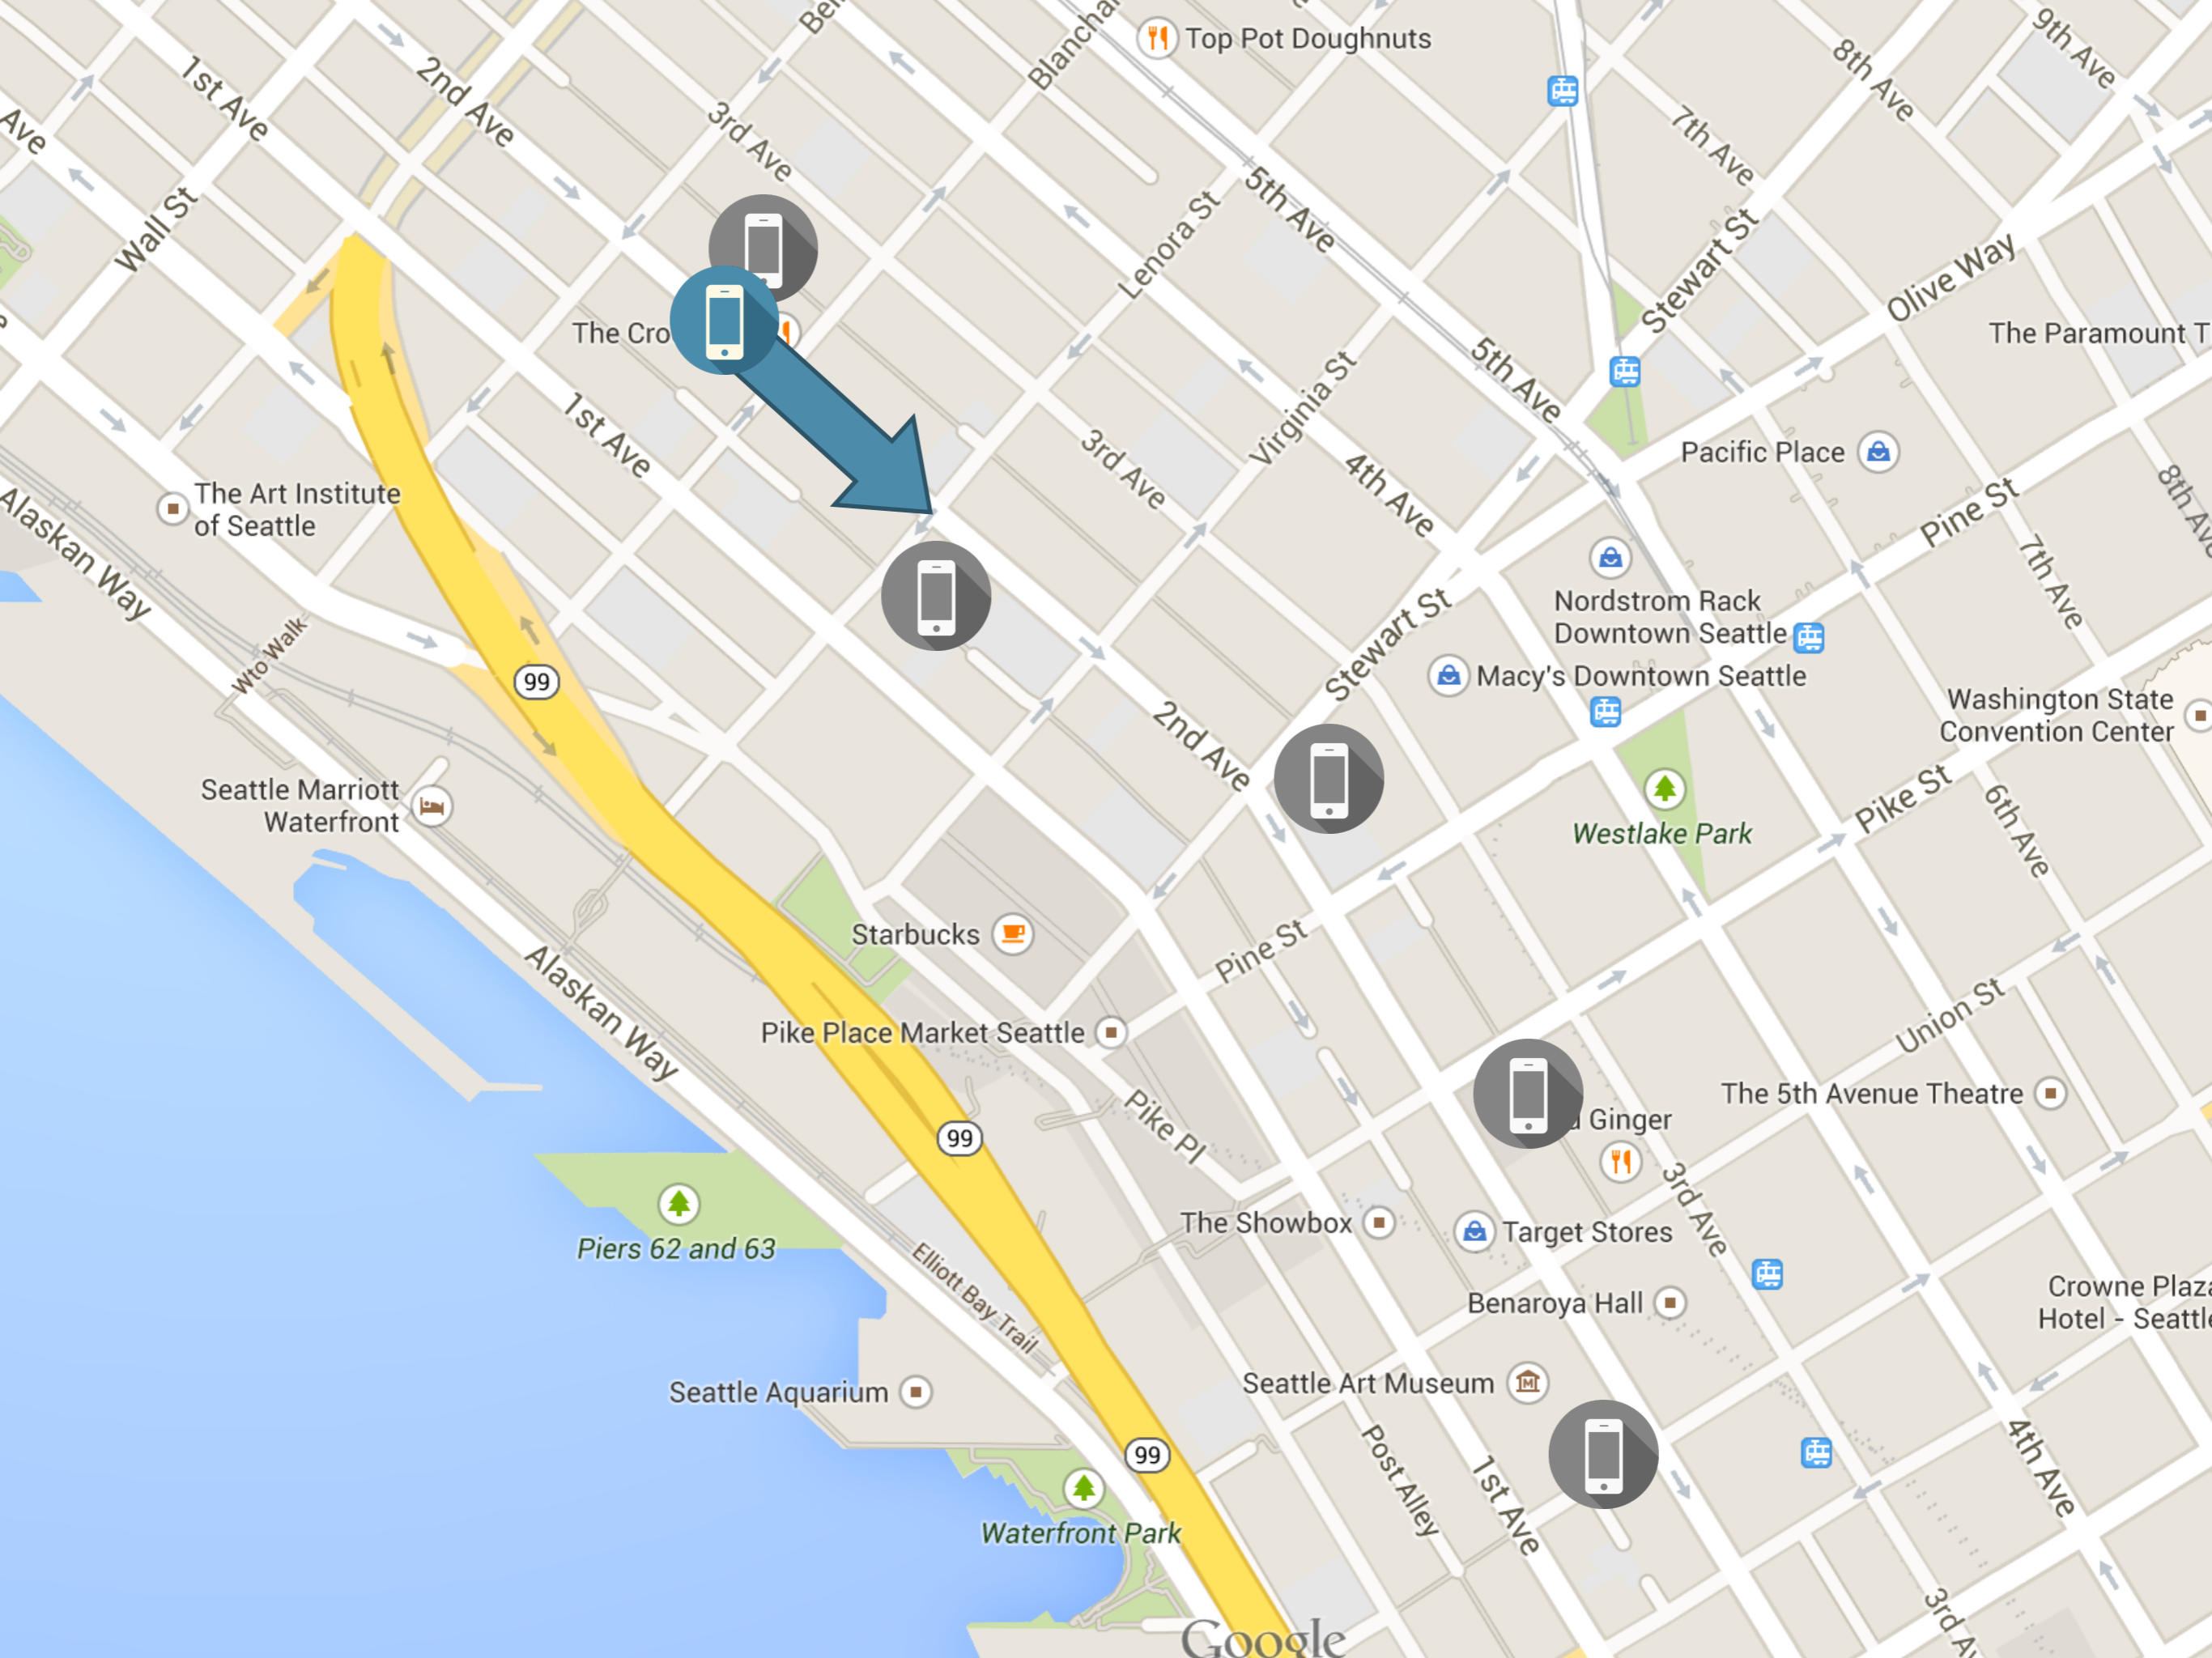 Top Pot Doughnuts
9th Ave
8th Ave
1st Ave
2nd Ave
3rd Ave
7th Ave
Ave
5th Ave
Wall St
Lenora St
Stewart St
Olive Way
The Paramount T
5th Ave
1st Ave
Virginia St
3rd Ave
4th Ave
Pacific Place
8th Ave
The Art Institute
of Seattle
Pine St
7th Ave
Alaskan Way
Nordstrom Rack
Downtown Seattle
Wto Walk
Stewart St
Macy's Downtown Seattle
99
Washington State
Convention Center
2nd Ave
Seattle Marriott
Waterfront
Westlake Park
Pike St
6th Ave
Starbucks
Pine St
Alaskan Way
Pike Place Market Seattle
Union St
The 5th Avenue Theatre
Ginger
Pike Pl
99
3rd Ave
The Showbox
Target Stores
Piers 62 and 63
Elliott Bay Trail
Benaroya Hall
Crowne Plaza
Hotel - Seattle
Seattle Aquarium
Seattle Art Museum
99
Post Alley
1st Ave
4th Ave
Waterfront Park
3rd Av
Google